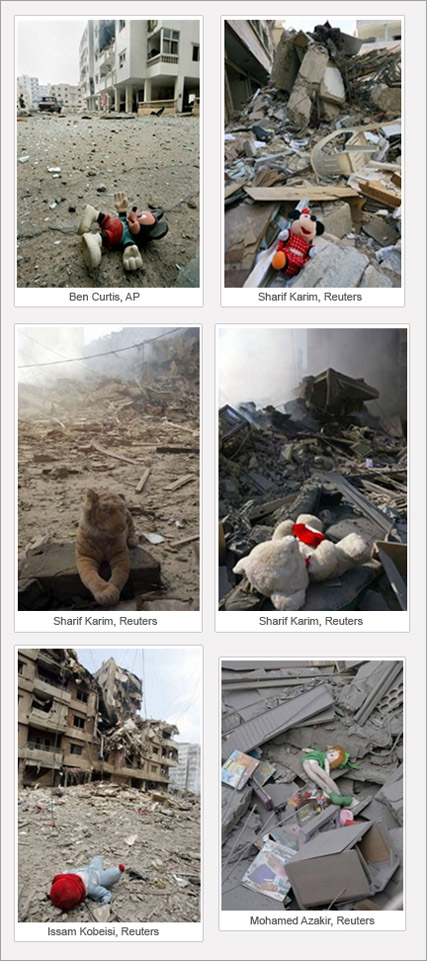 Ben Curtis, AP
Sharif Karim, Reuters
Sharif Karim, Reuters
Sharif Karim, Reuters
Issam Kobeisi, Reuters
Mohamed Azakir, Reuters